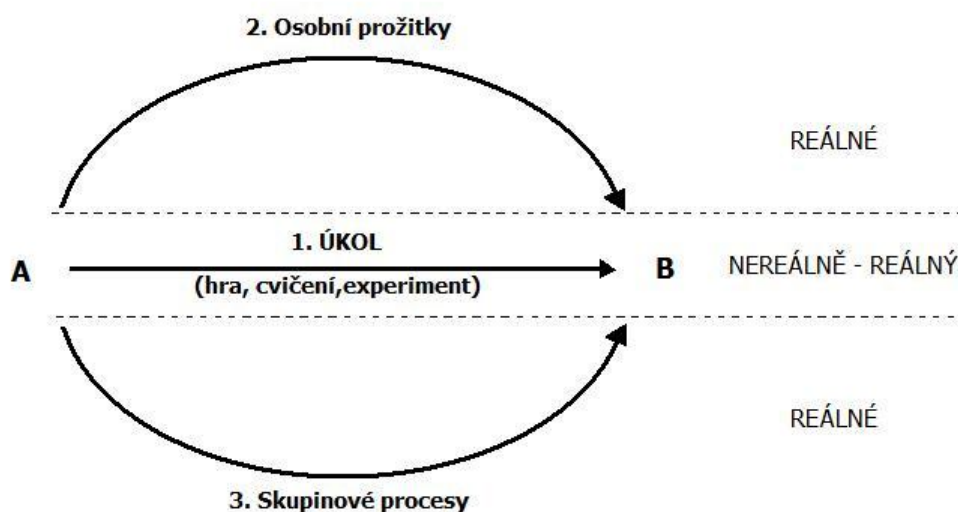 2. Osobní prožitky
REÁLNÉ
1. ÚKOL
A
B
NEREÁLNĚ - REÁLNÝ
(hra, cvičení,experiment)
REÁLNÉ
3. Skupinové procesy